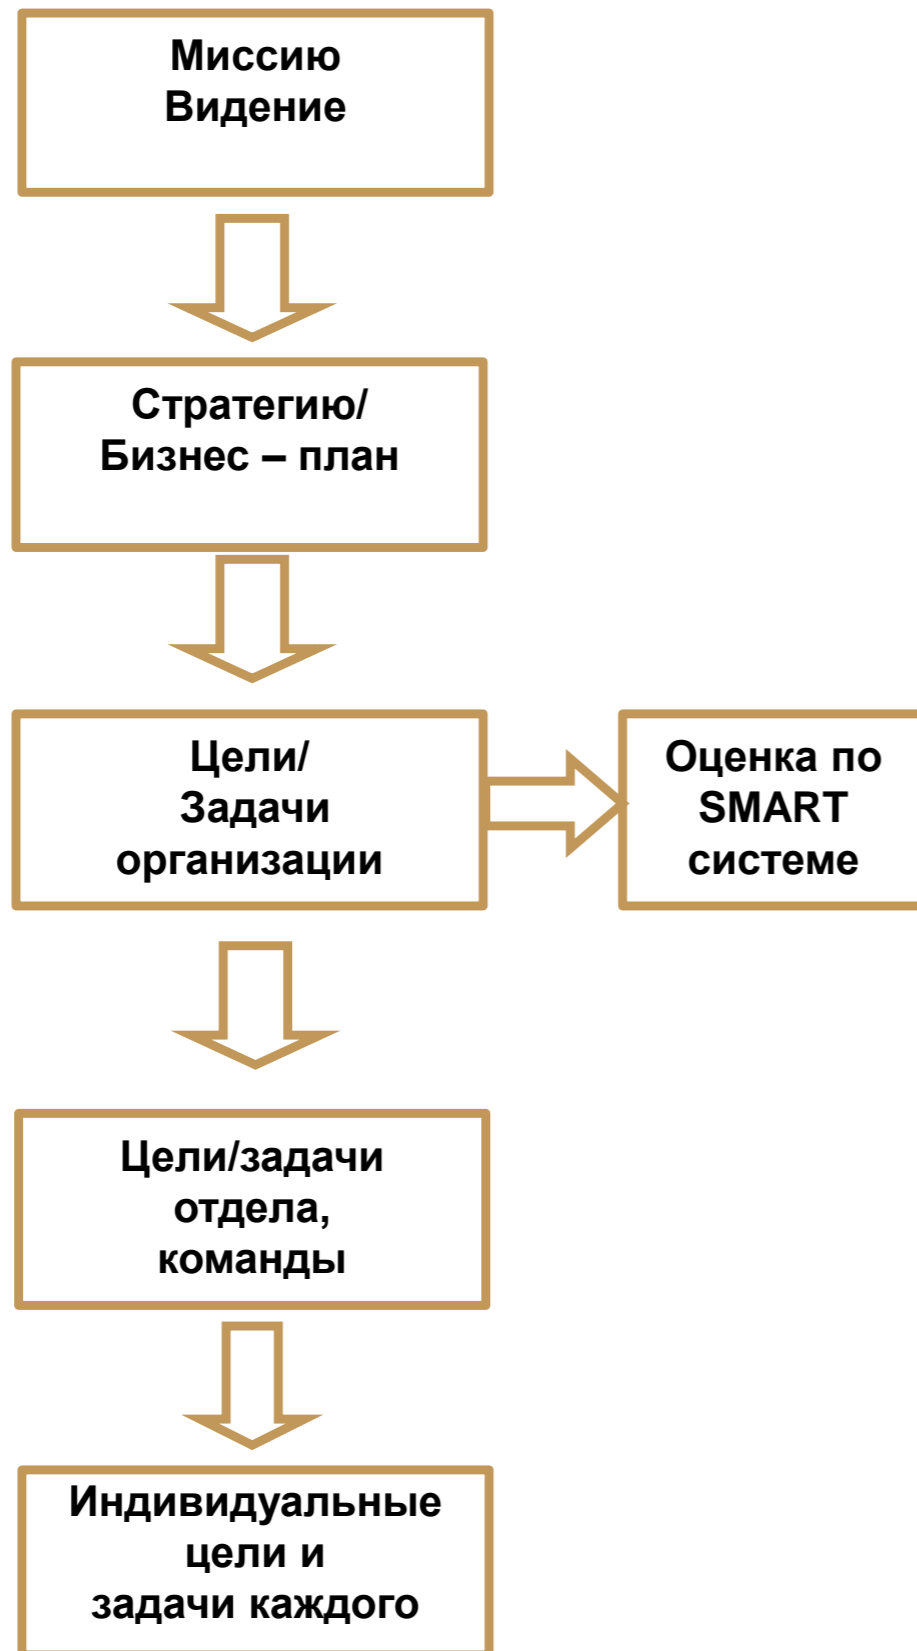 Миссию
Видение
Стратегию/
Бизнес – план
Цели/
Задачи
организации
Оценка по
SMART
системе
Цели/задачи
отдела,
команды
Индивидуальные
цели и
задачи каждого